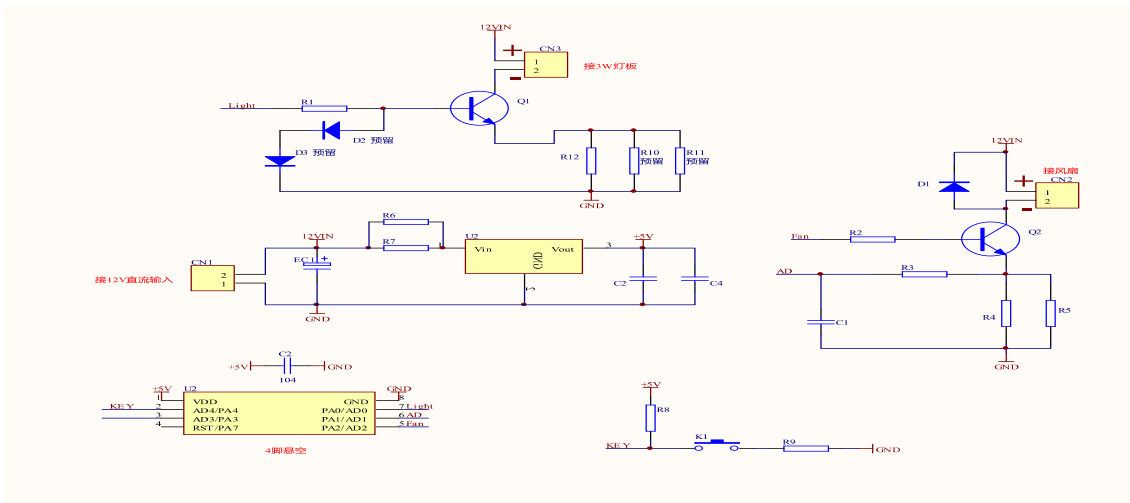 12VIN
CN3
1
2
接3W灯板
Light
R1
Q1
D2 预留
D3 预留
R12
R10
预留
R11
预留
GND
12VIN
接风扇
CN2
1
2
D1
Fan
R2
Q2
AD
R3
C1
R4
R5
GND
R6
R7
12VIN
EC1
CN1
2
1
接12V直流输入
GND
U2
1
Vin
Vout
3
GND
2
+5V
C2
C4
C2
+5V
GND
104
+5V
U2
GND
1
VDD
GND
8
KEY
2
AD4/PA4
PA0/AD0
7
Light
3
AD3/PA3
PA1/AD1
6
AD
4
RST/PA7
PA2/AD2
5
Fan
4脚悬空
+5V
R8
KEY
K1
R9
GND